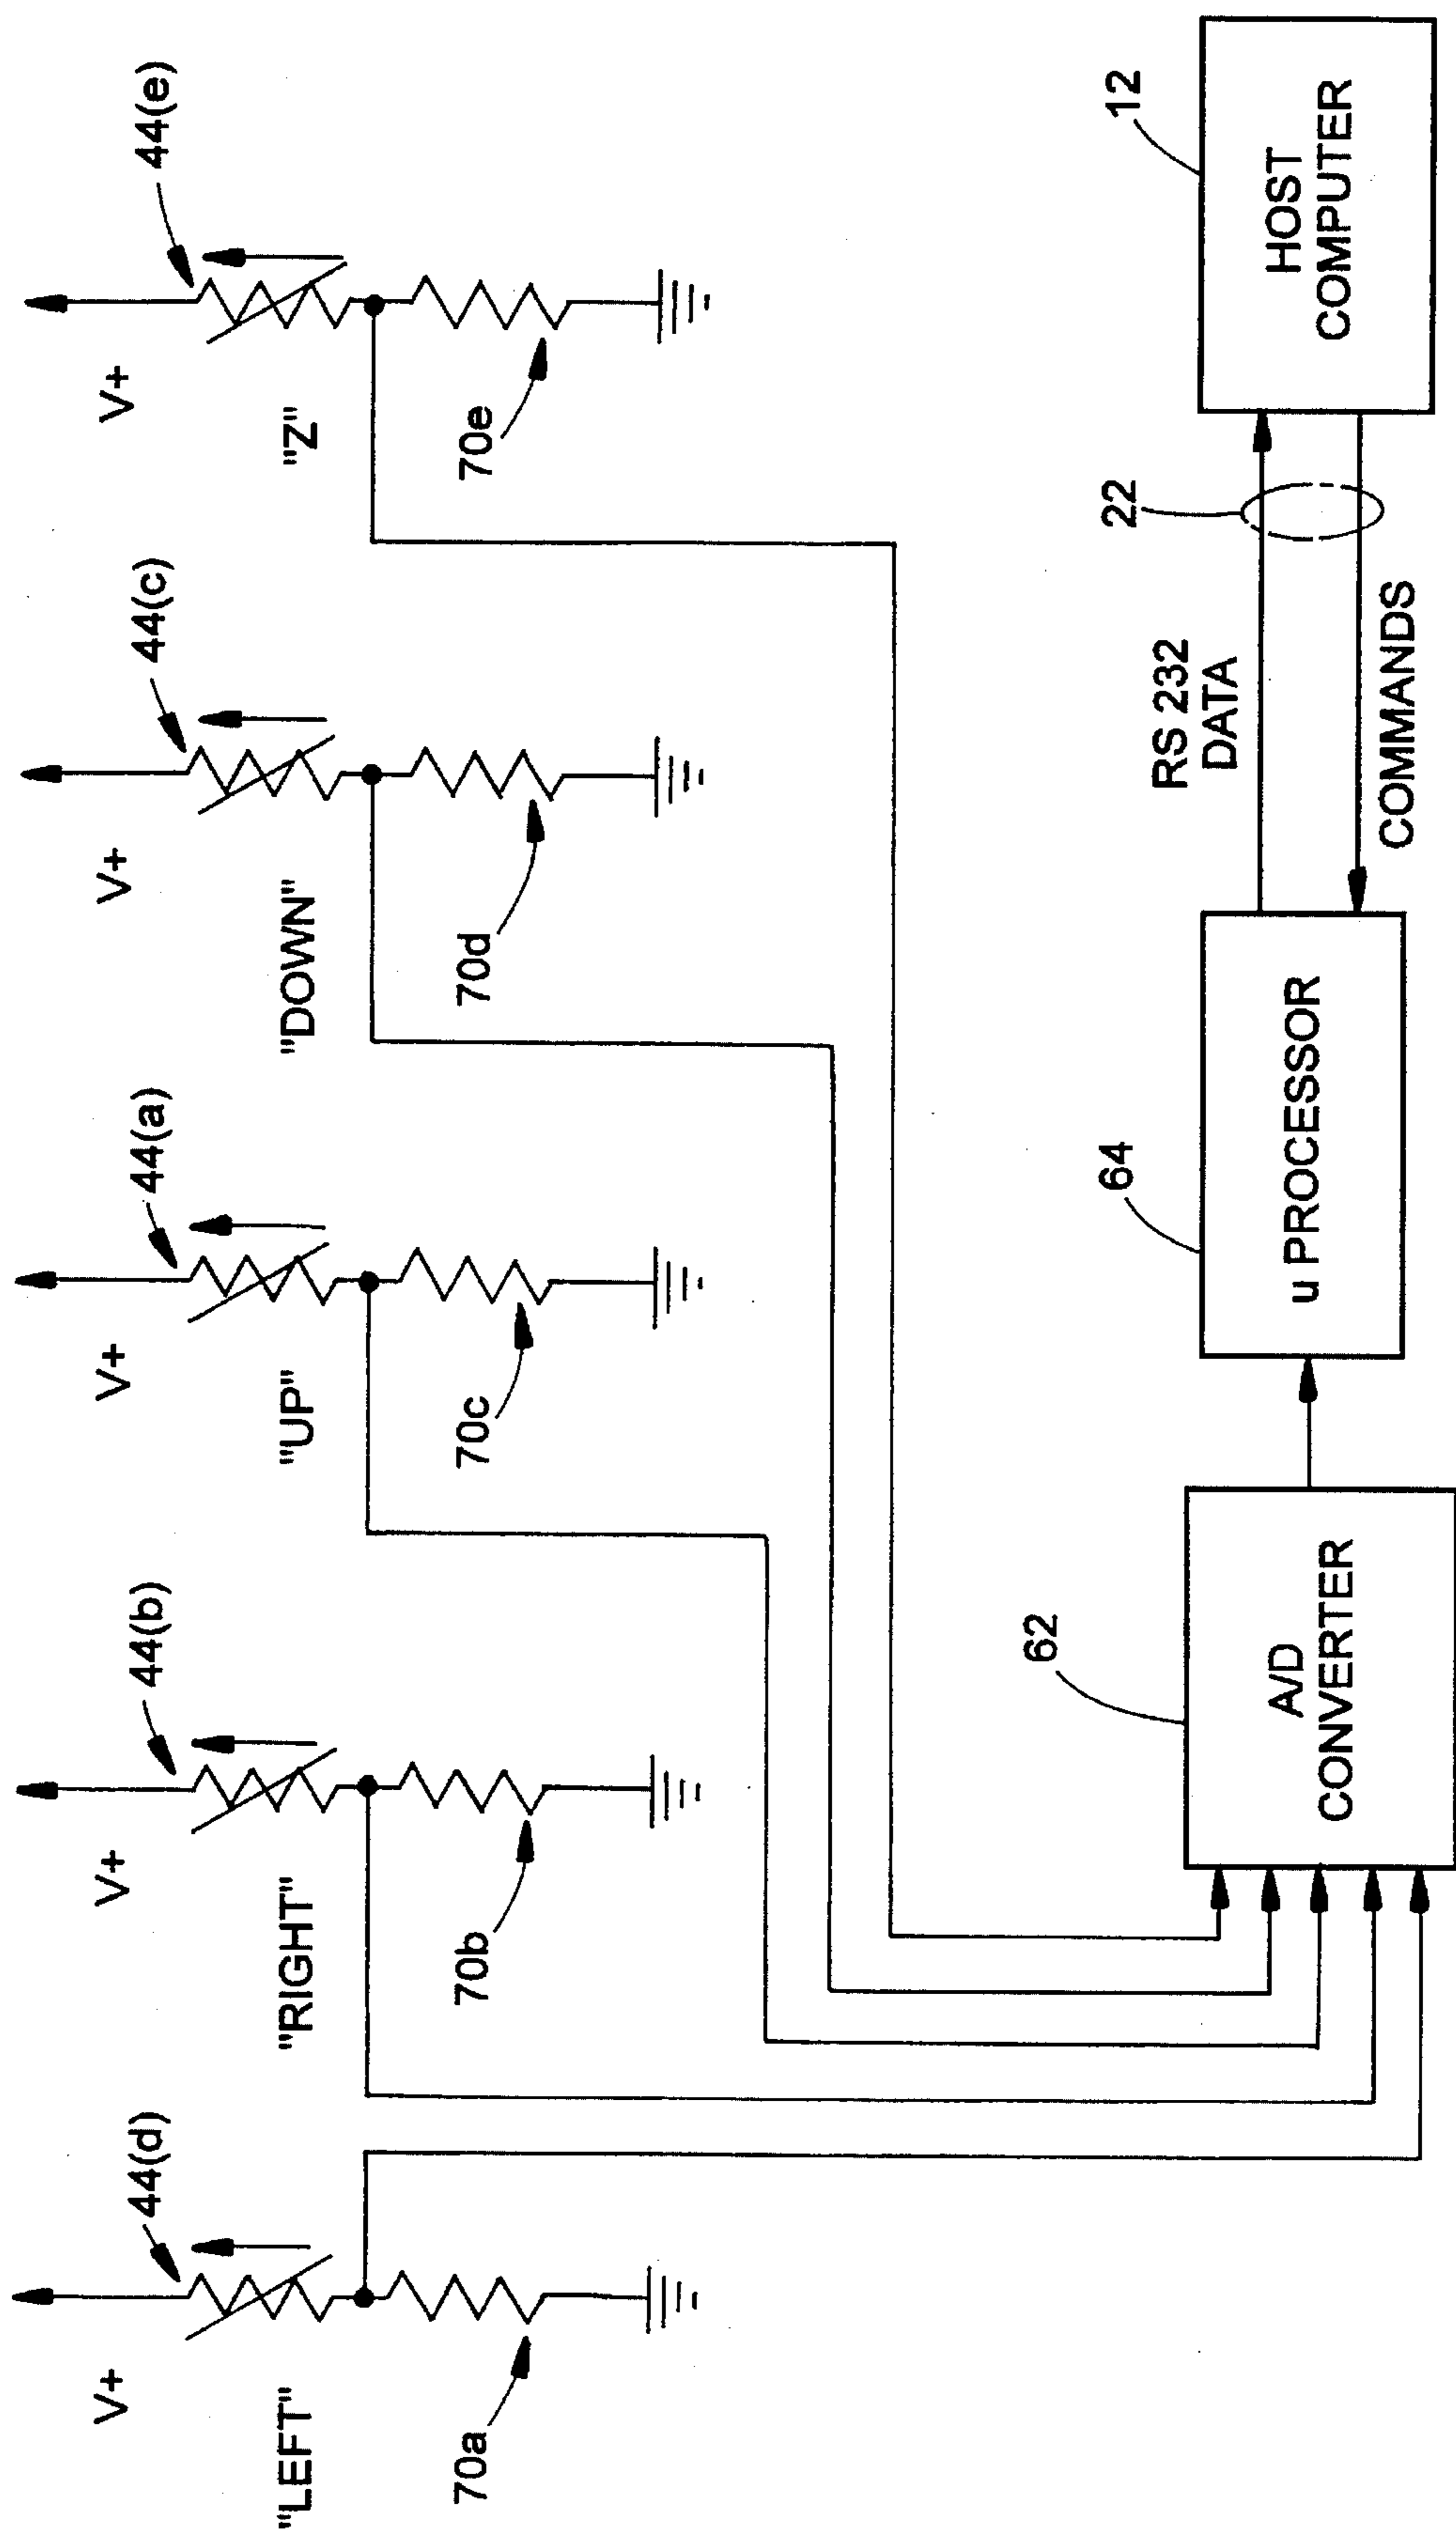 44(d)
44(b)
44(a)
44(c)
44(e)
V+
V+
V+
V+
V+
"LEFT"
"RIGHT"
"UP"
"DOWN"
"Z"
70a
70b
70c
70d
70e
62
64
22
12
A/D
CONVERTER
u PROCESSOR
RS 232
DATA
COMMANDS
HOST
COMPUTER